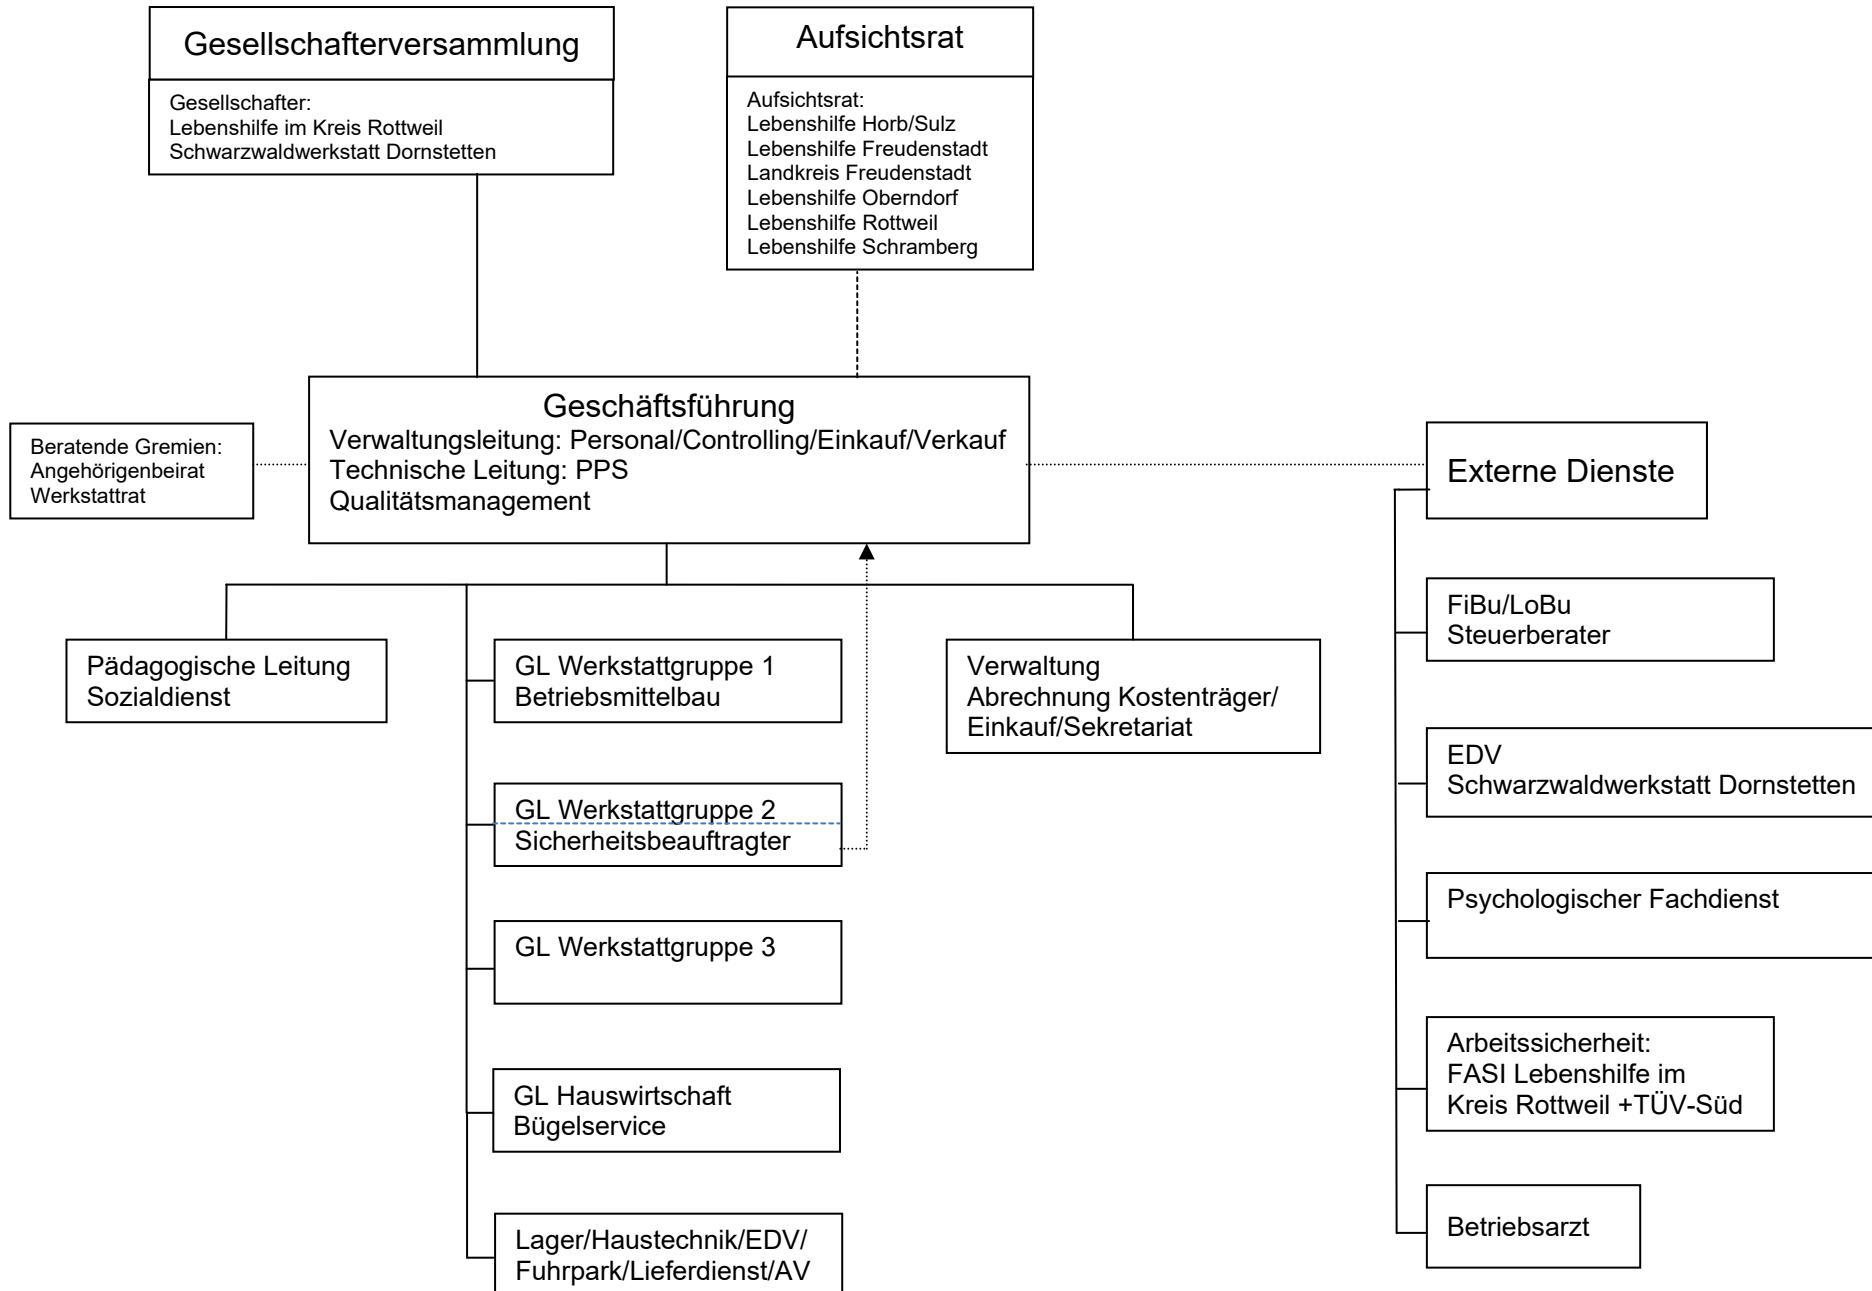 Gesellschafterversammlung
Gesellschafter:
Lebenshilfe im Kreis Rottweil
Schwarzwaldwerkstatt Dornstetten
Aufsichtsrat
Aufsichtsrat:
Lebenshilfe Horb/Sulz
Lebenshilfe Freudenstadt
Landkreis Freudenstadt
Lebenshilfe Oberndorf
Lebenshilfe Rottweil
Lebenshilfe Schramberg
Beratende Gremien:
Angehörigenbeirat
Werkstattrat
Geschäftsführung
Verwaltungsleitung: Personal/Controlling/Einkauf/Verkauf
Technische Leitung: PPS
Qualitätsmanagement
Externe Dienste
Pädagogische Leitung
Sozialdienst
GL Werkstattgruppe 1
Betriebsmittelbau
GL Werkstattgruppe 2
Sicherheitsbeauftragter
GL Werkstattgruppe 3
GL Hauswirtschaft
Bügelservice
Lager/Haustechnik/EDV/
Fuhrpark/Lieferdienst/AV
Verwaltung
Abrechnung Kostenträger/
Einkauf/Sekretariat
FiBu/LoBu
Steuerberater
EDV
Schwarzwaldwerkstatt Dornstetten
Psychologischer Fachdienst
Arbeitssicherheit:
FASI Lebenshilfe im
Kreis Rottweil +TÜV-Süd
Betriebsarzt